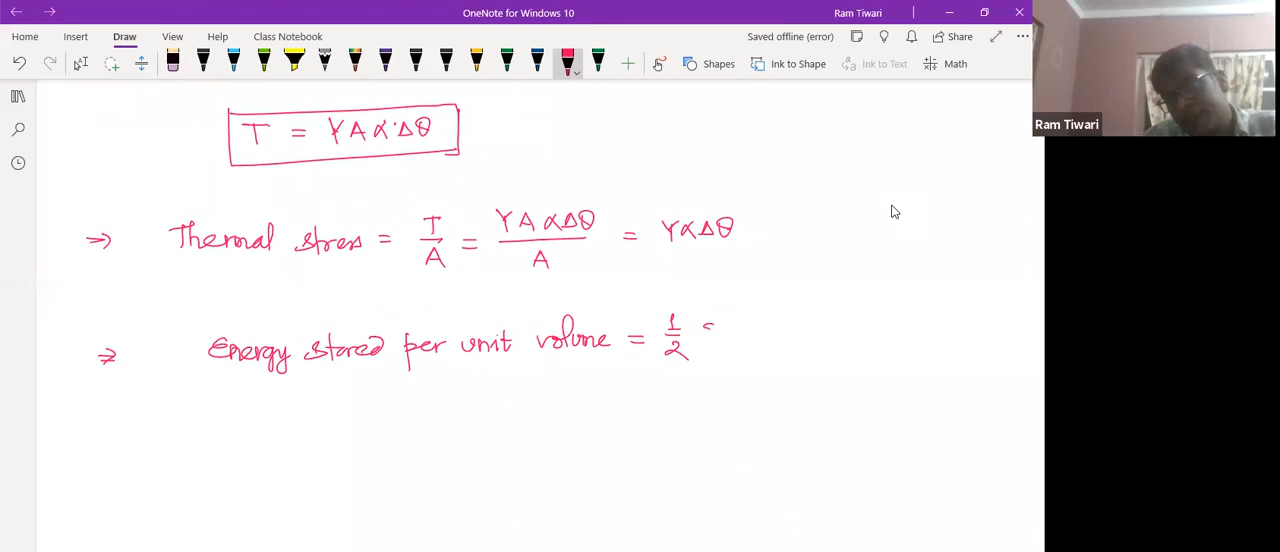 OneNote for Windows 10
Ram Tiwari
Home Insert Draw View Help Class Notebook
Saved offline (error) Share
Shapes Ink to Shape Ink to Text Math
Ram Tiwari
T = YAα·Δθ
⇒ Thermal stress = T/A = YAαΔθ/A = YαΔθ
⇒ Energy stored per unit volume = 1/2